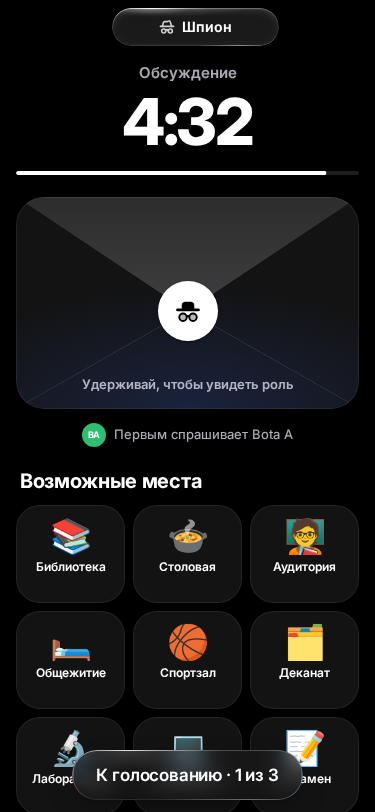 Шпион
Обсуждение
4:32
Удерживай, чтобы увидеть роль
BA Первым спрашивает Bota A
Возможные места
Библиотека Столовая Аудитория
Общежитие Спортзал Деканат
К голосованию · 1 из 3